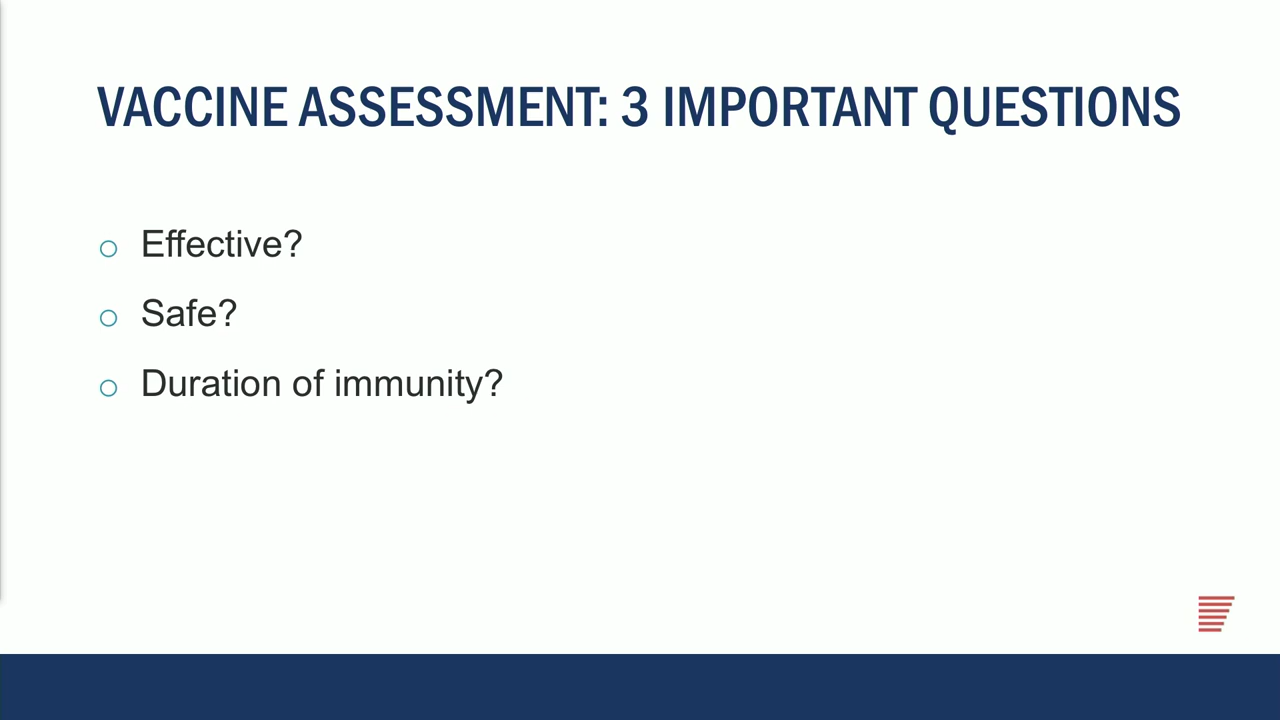 VACCINE ASSESSMENT: 3 IMPORTANT QUESTIONS
Effective?
Safe?
Duration of immunity?